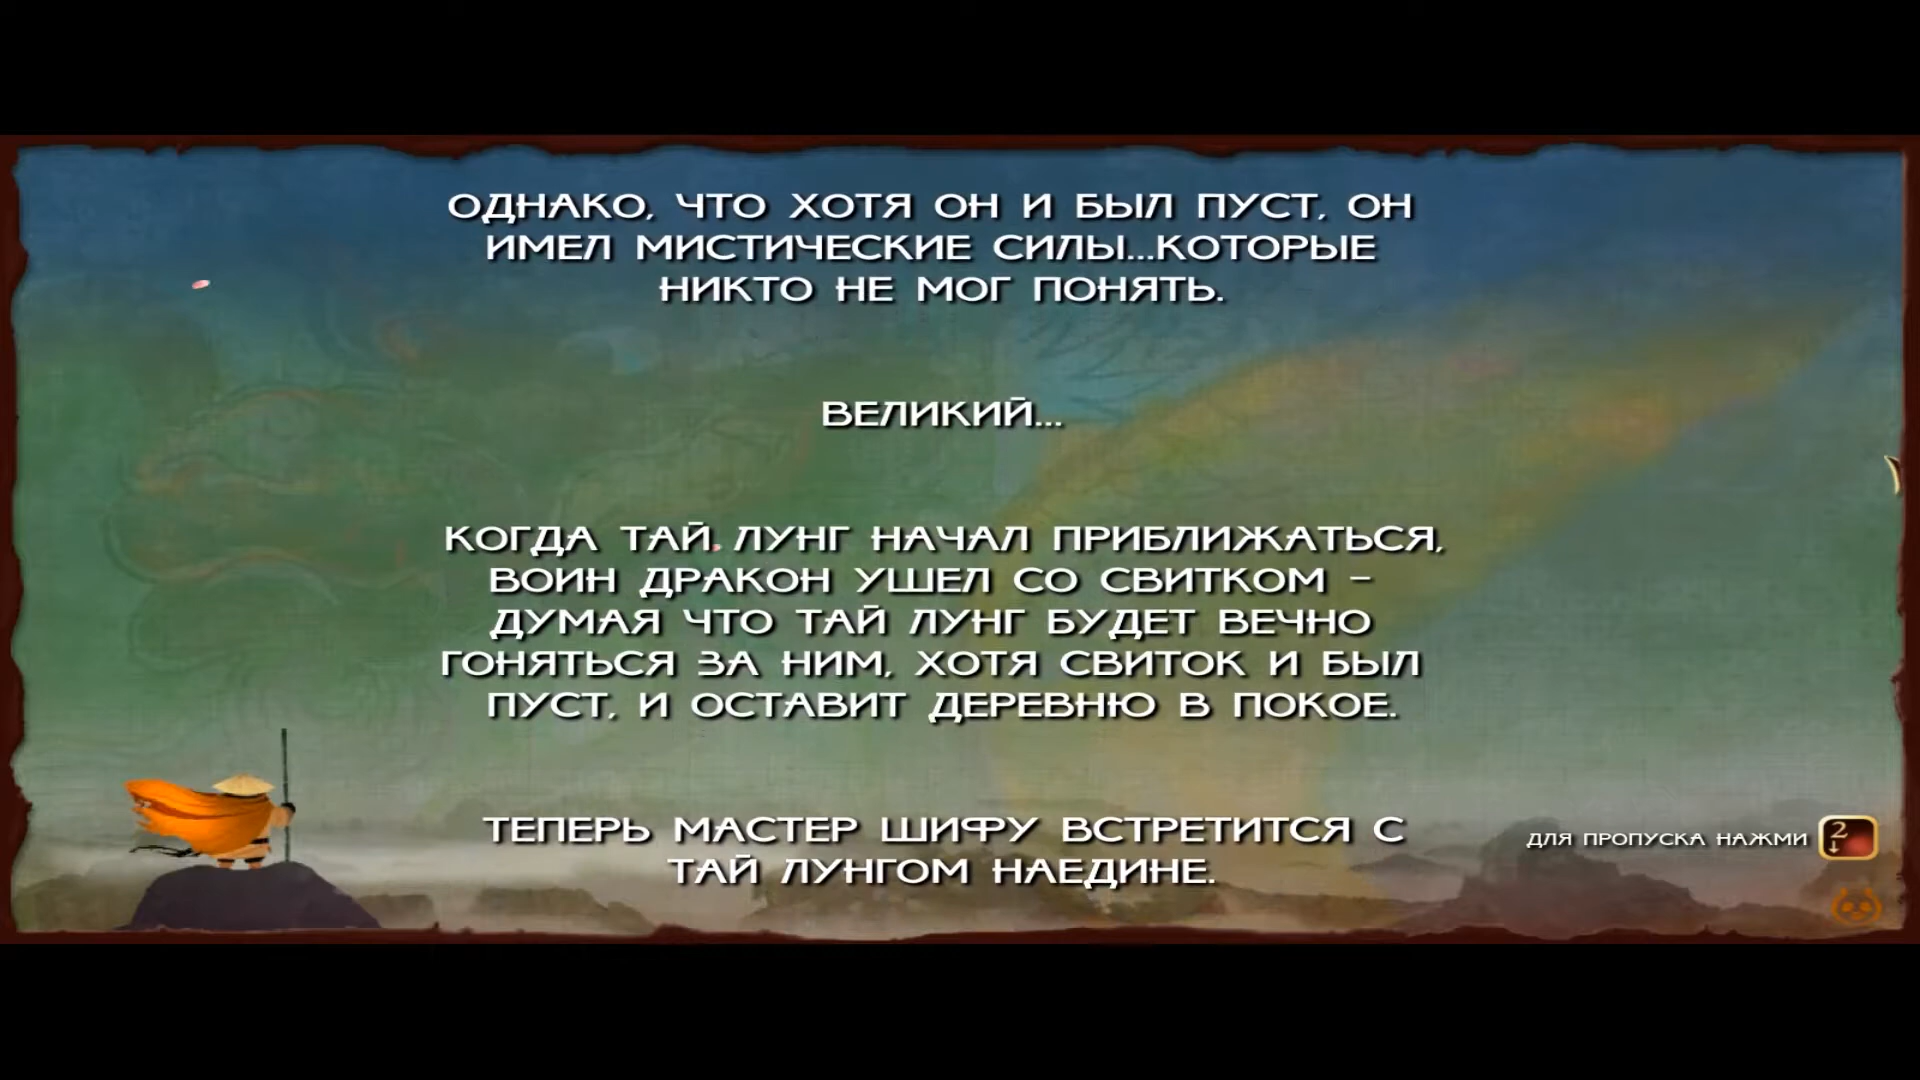 ОДНАКО, ЧТО ХОТЯ ОН И БЫЛ ПУСТ, ОН
ИМЕЛ МИСТИЧЕСКИЕ СИЛЫ...КОТОРЫЕ
НИКТО НЕ МОГ ПОНЯТЬ.
ВЕЛИКИЙ...
КОГДА ТАЙ ЛУНГ НАЧАЛ ПРИБЛИЖАТЬСЯ,
ВОИН ДРАКОН УШЕЛ СО СВИТКОМ –
ДУМАЯ ЧТО ТАЙ ЛУНГ БУДЕТ ВЕЧНО
ГОНЯТЬСЯ ЗА НИМ, ХОТЯ СВИТОК И БЫЛ
ПУСТ, И ОСТАВИТ ДЕРЕВНЮ В ПОКОЕ.
ТЕПЕРЬ МАСТЕР ШИФУ ВСТРЕТИТСЯ С
ТАЙ ЛУНГОМ НАЕДИНЕ.
ДЛЯ ПРОПУСКА НАЖМИ 2↓